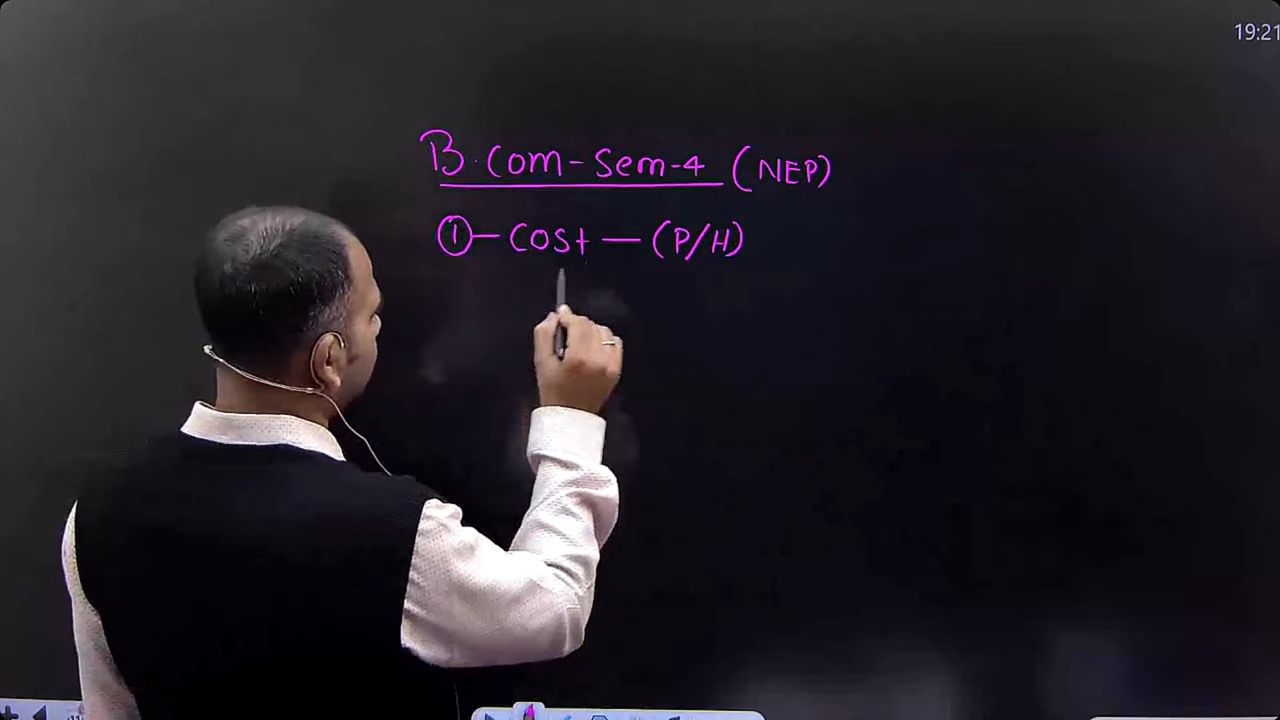 19:21
B.Com-Sem-4 (NEP)
① - Cost - (P/H)